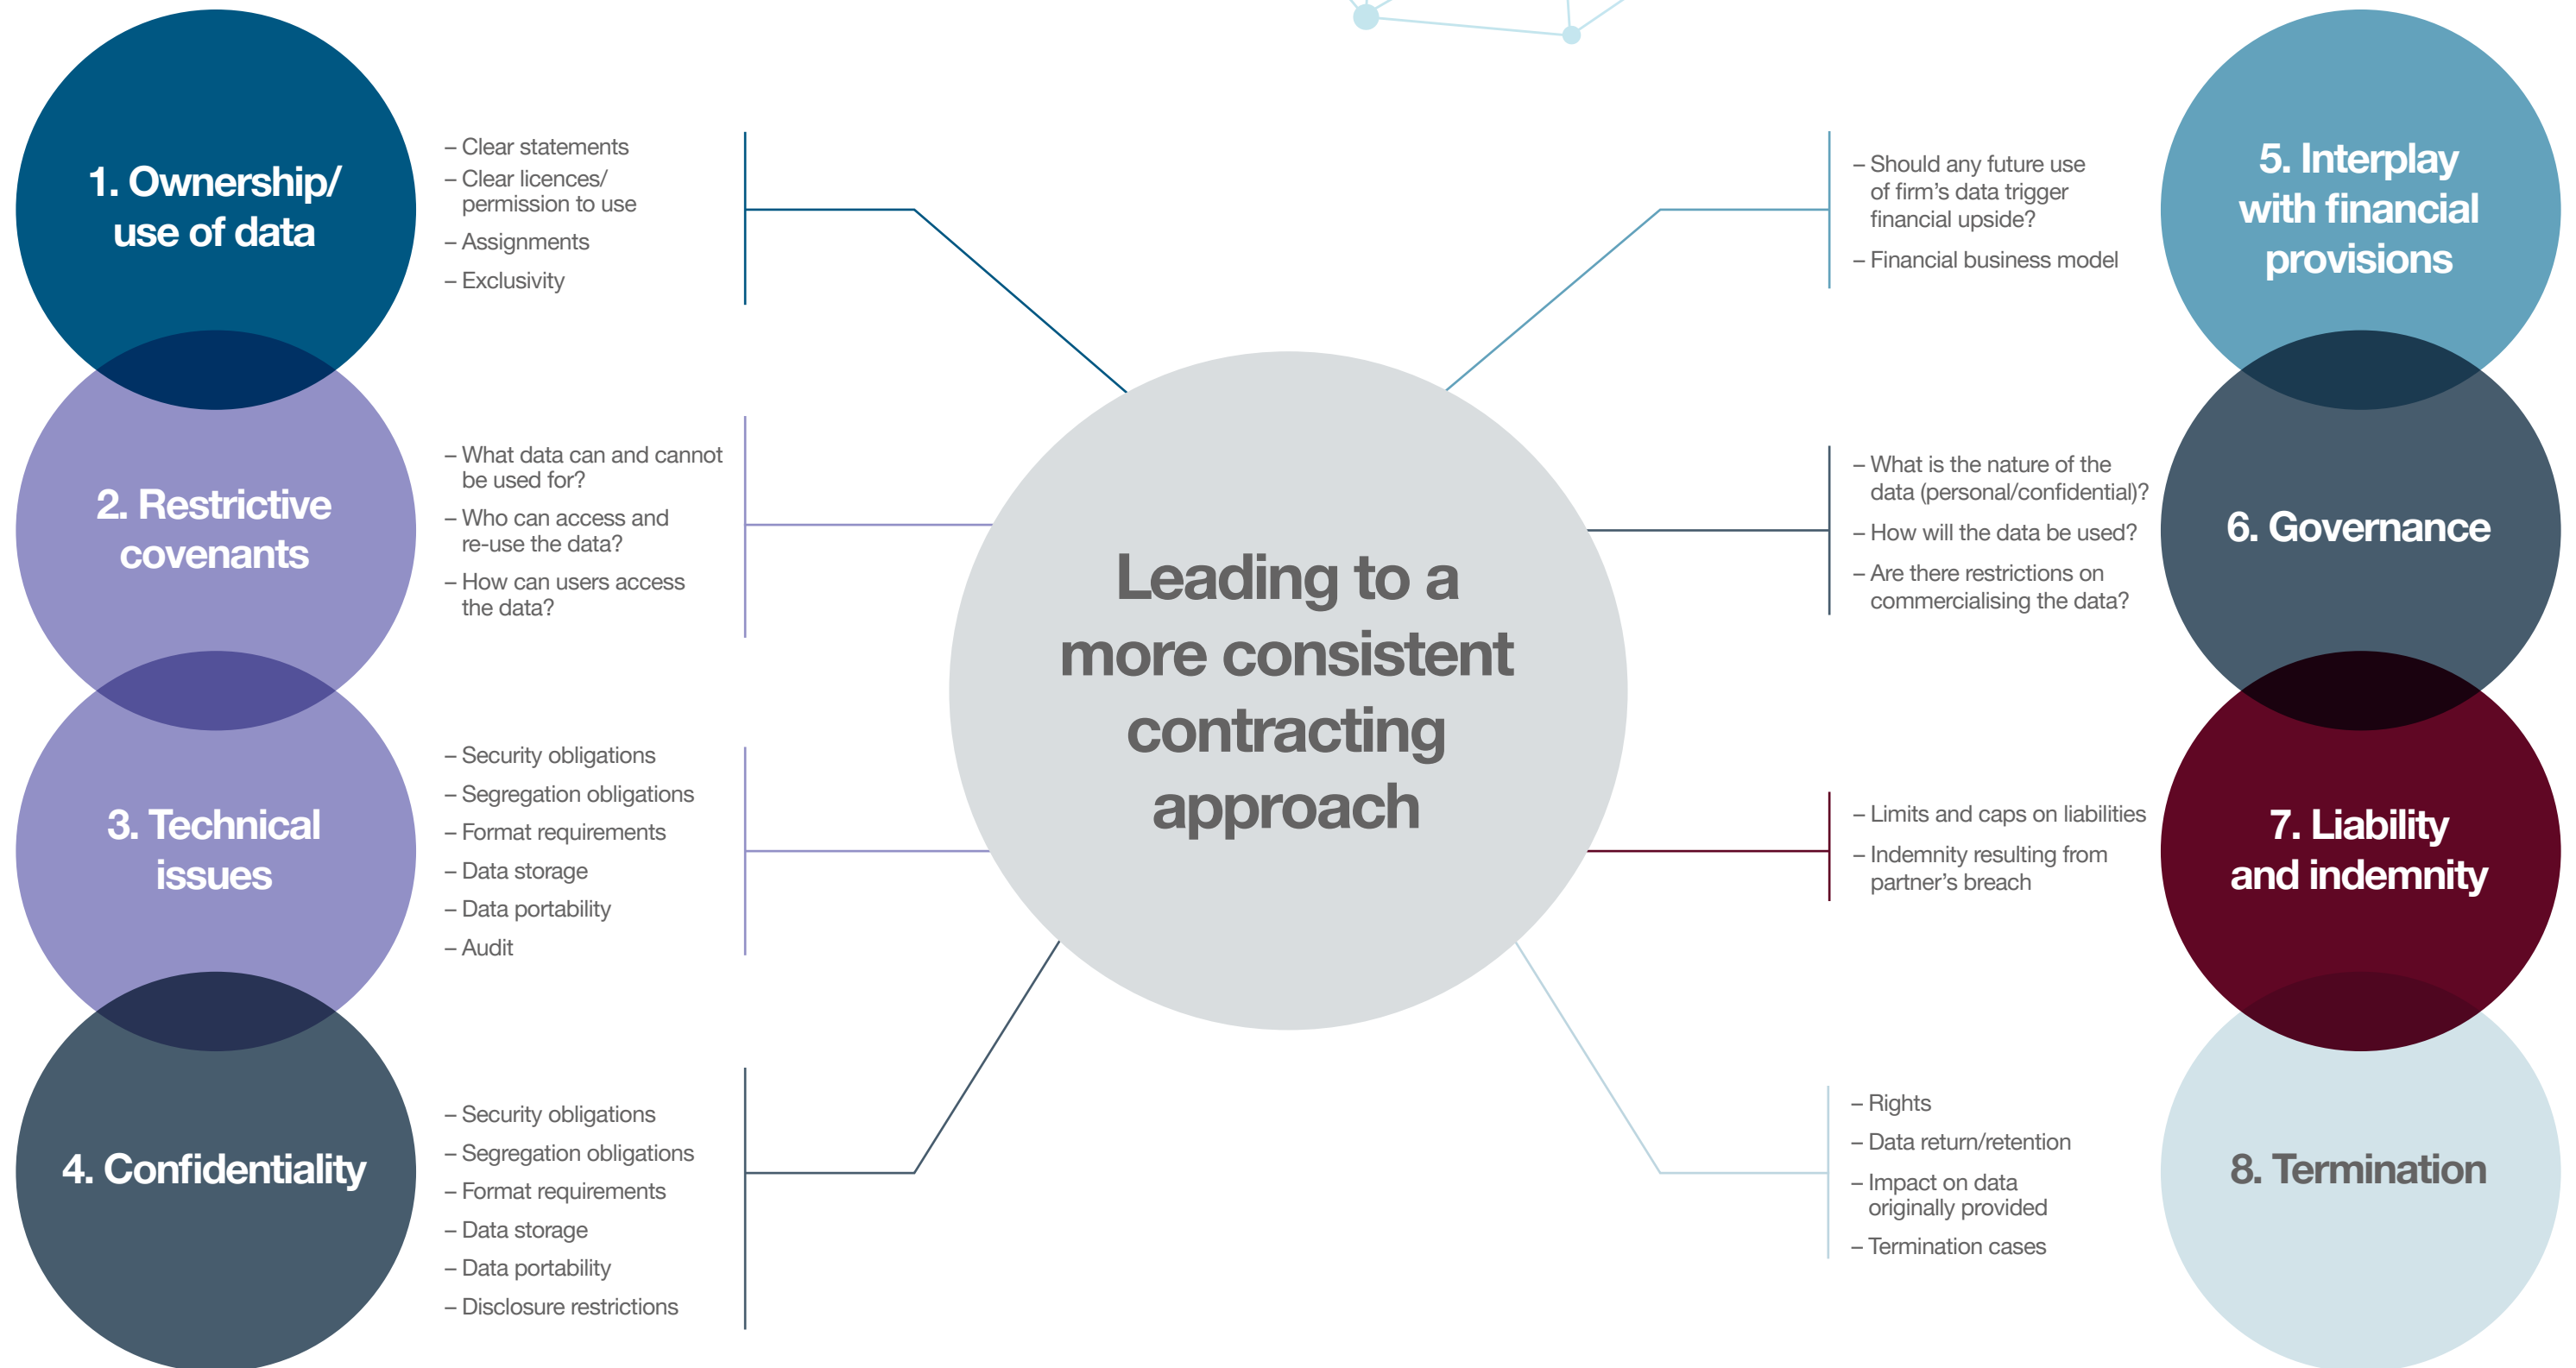 1. Ownership/
use of data
– Clear statements
– Clear licences/
permission to use
– Assignments
– Exclusivity
2. Restrictive
covenants
– What data can and cannot
be used for?
– Who can access and
re-use the data?
– How can users access
the data?
3. Technical
issues
– Security obligations
– Segregation obligations
– Format requirements
– Data storage
– Data portability
– Audit
4. Confidentiality
– Security obligations
– Segregation obligations
– Format requirements
– Data storage
– Data portability
– Disclosure restrictions
Leading to a
more consistent
contracting
approach
– Should any future use
of firm’s data trigger
financial upside?
– Financial business model
5. Interplay
with financial
provisions
– What is the nature of the
data (personal/confidential)?
– How will the data be used?
– Are there restrictions on
commercialising the data?
6. Governance
– Limits and caps on liabilities
– Indemnity resulting from
partner’s breach
7. Liability
and indemnity
– Rights
– Data return/retention
– Impact on data
originally provided
– Termination cases
8. Termination